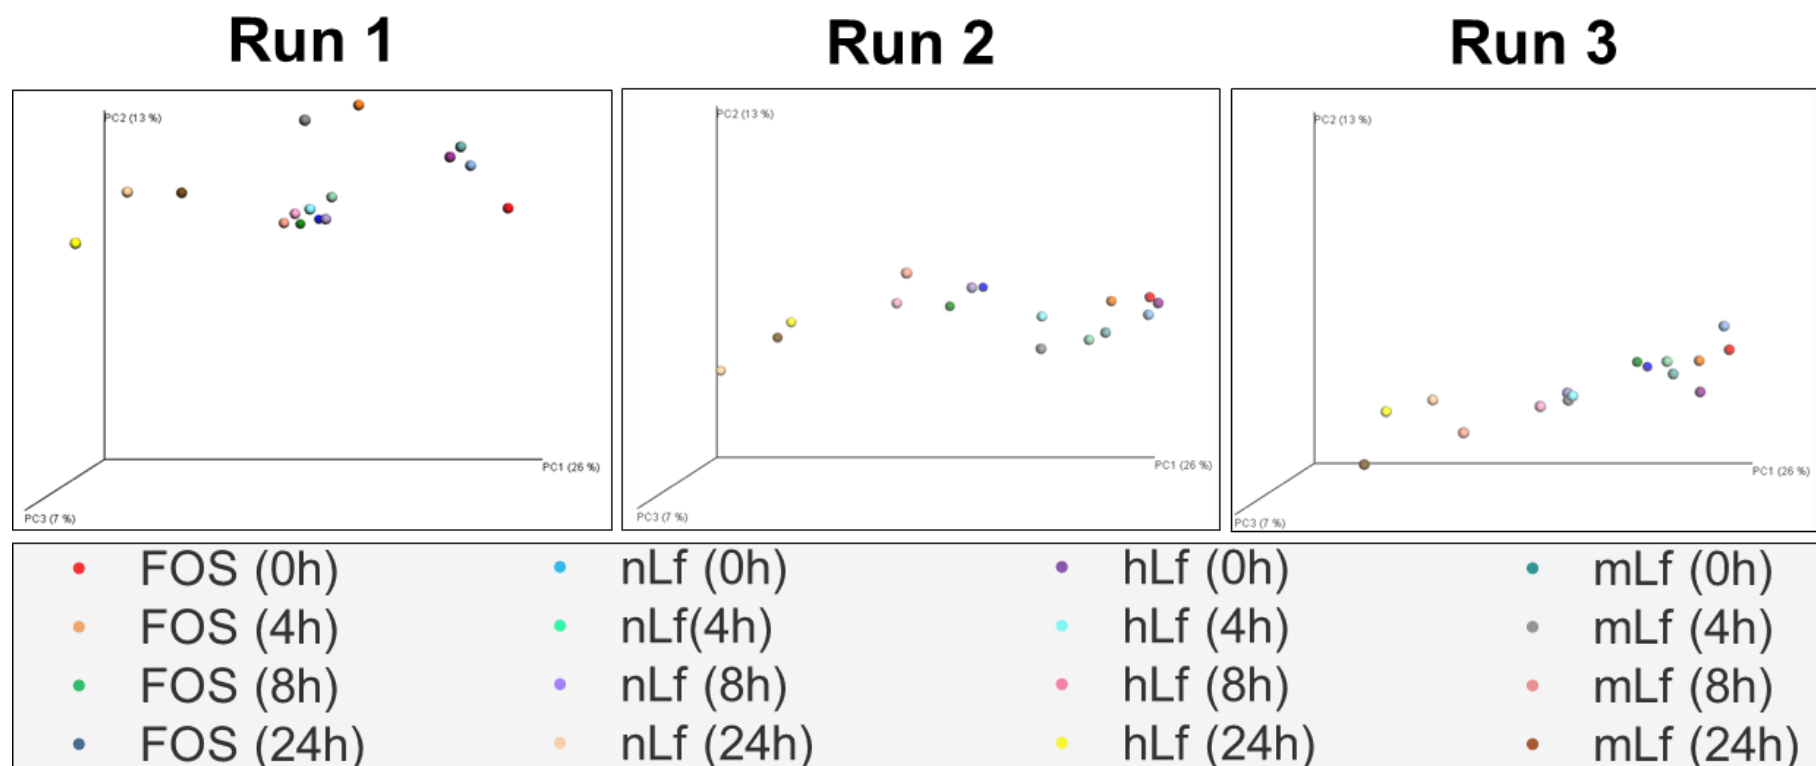 Run 1 Run 2 Run 3
PC2 (13 %) PC2 (13 %) PC2 (13 %)
PC1 (26 %) PC1 (26 %) PC1 (26 %)
PC3 (7 %) PC3 (7 %) PC3 (7 %)
FOS (0h) nLf (0h) hLf (0h) mLf (0h)
FOS (4h) nLf(4h) hLf (4h) mLf (4h)
FOS (8h) nLf (8h) hLf (8h) mLf (8h)
FOS (24h) nLf (24h) hLf (24h) mLf (24h)